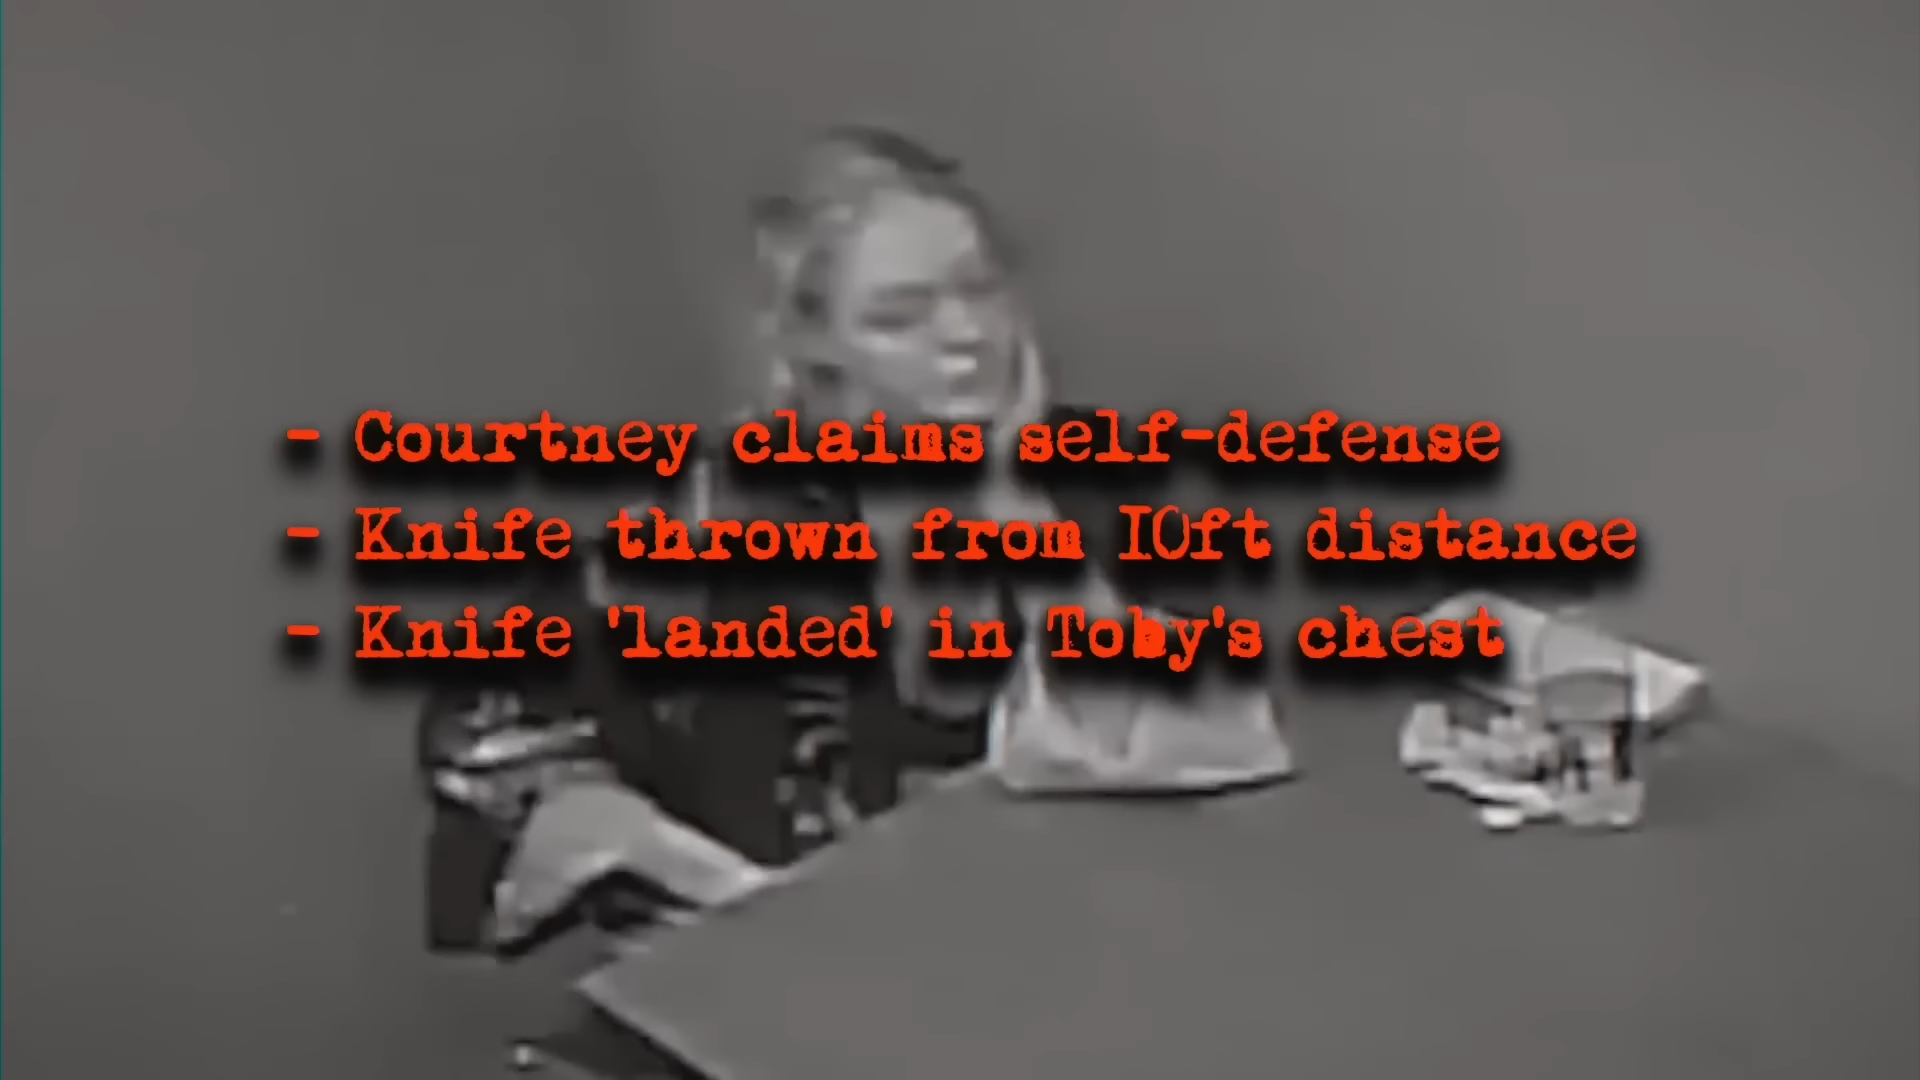 - Courtney claims self-defense
- Knife thrown from 10ft distance
- Knife 'landed' in Toby's chest